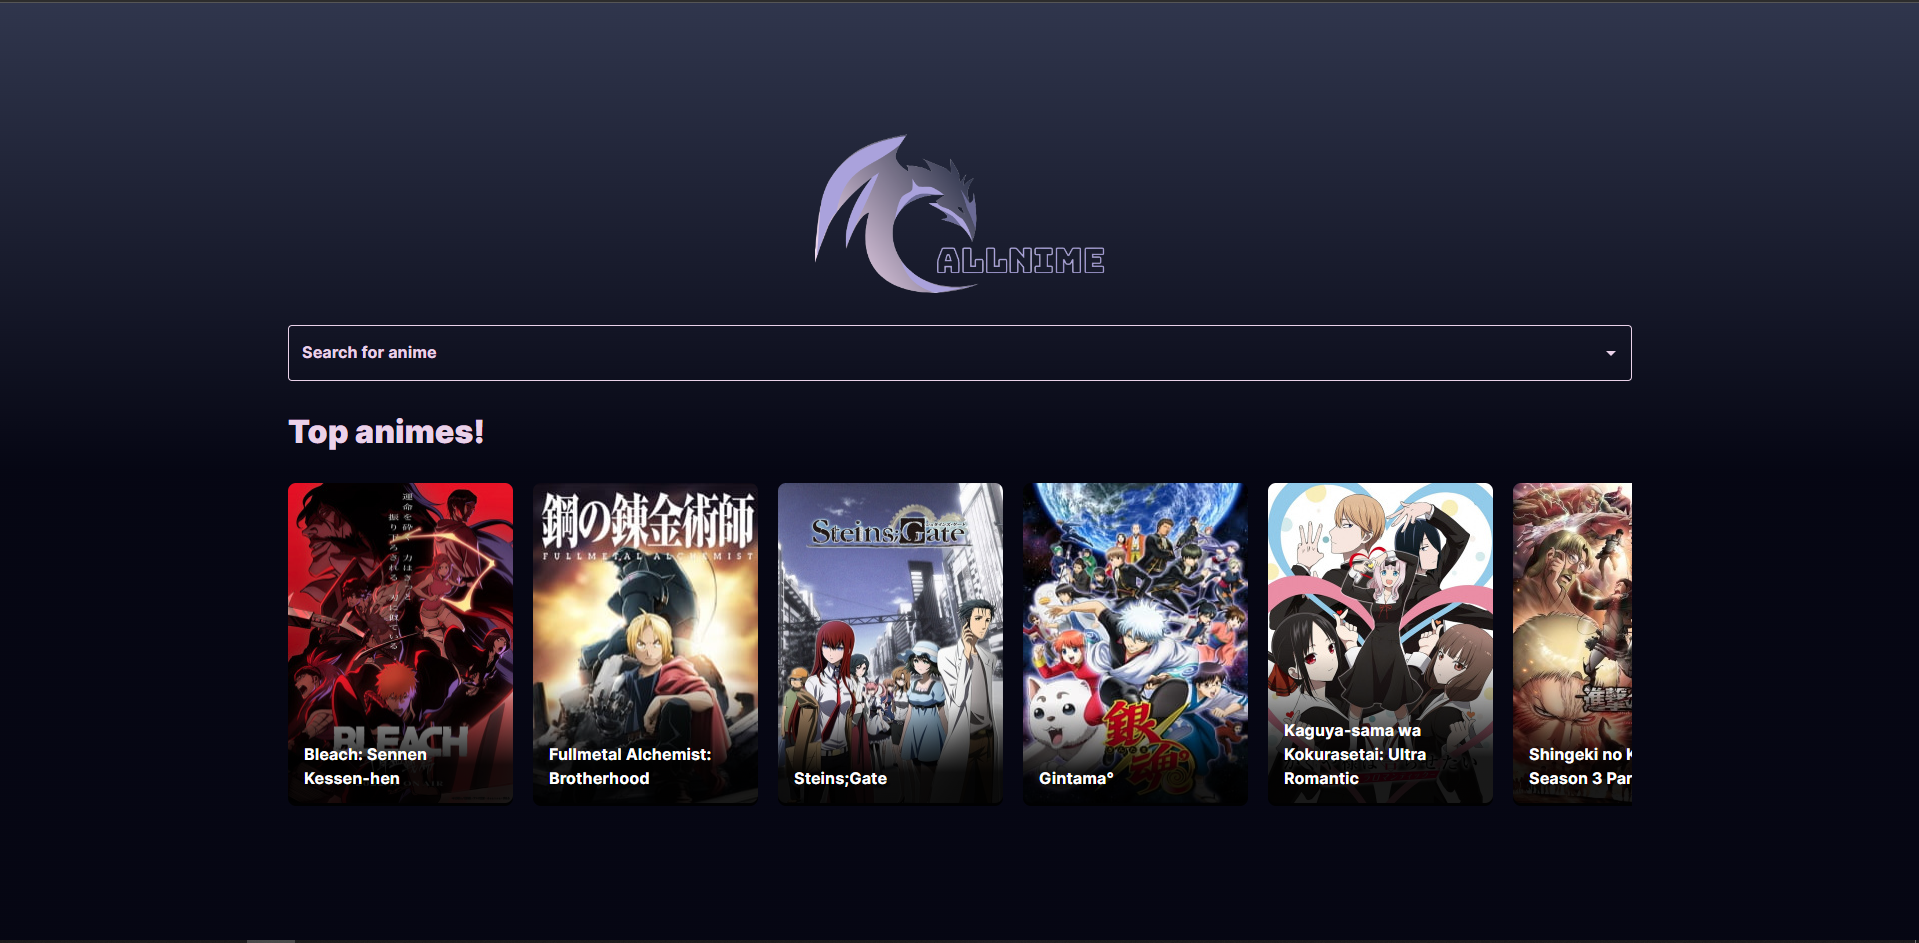 ALLNIME
Search for anime
Top animes!
BLEACH
Bleach: Sennen
Kessen-hen
鋼の錬金術師
FULLMETAL ALCHEMIST
Fullmetal Alchemist:
Brotherhood
Steins;Gate
Steins;Gate
銀魂
Gintama°
Kaguya-sama wa
Kokurasetai: Ultra
Romantic
進撃
Shingeki no K
Season 3 Par